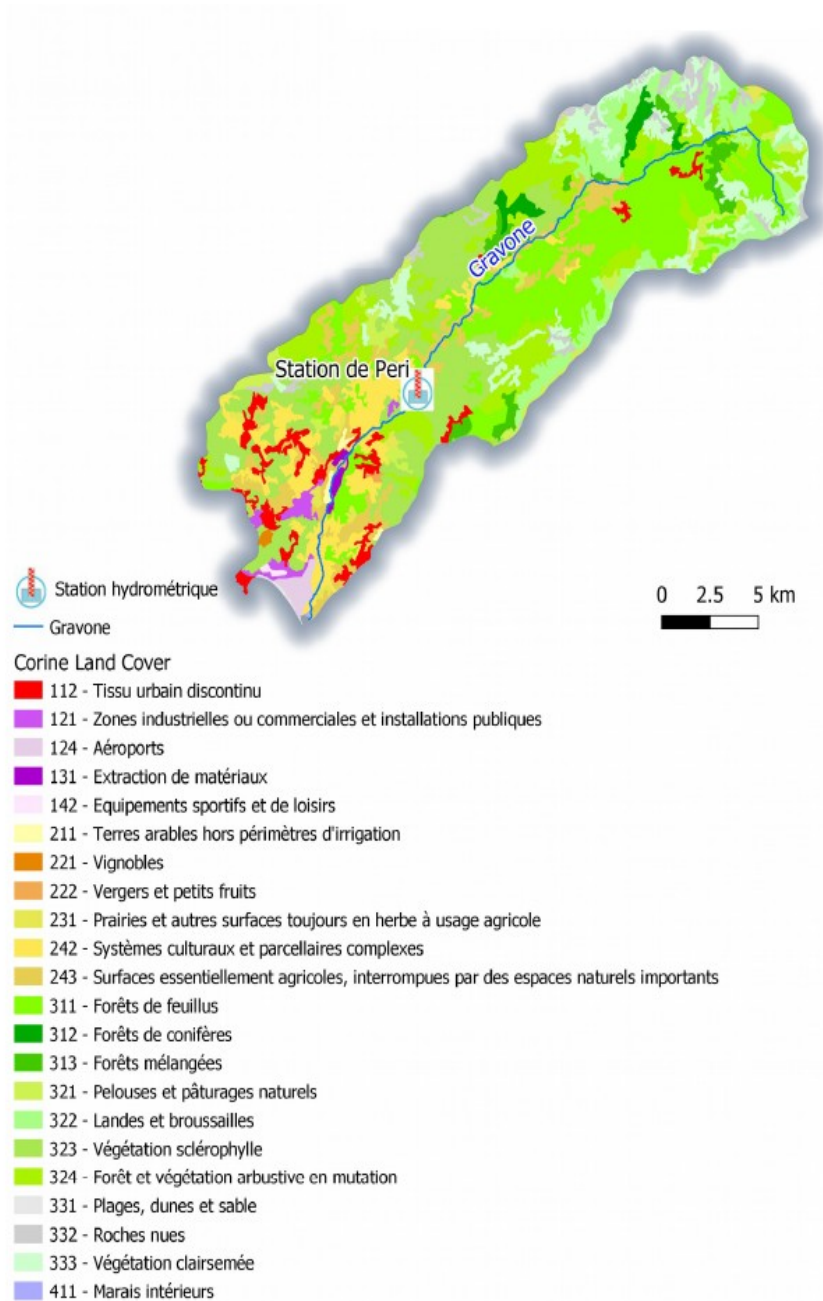 Gravone
Station de Peri
Station hydrométrique
0 2.5 5 km
Gravone
Corine Land Cover
112 - Tissu urbain discontinu
121 - Zones industrielles ou commerciales et installations publiques
124 - Aéroports
131 - Extraction de matériaux
142 - Equipements sportifs et de loisirs
211 - Terres arables hors périmètres d'irrigation
221 - Vignobles
222 - Vergers et petits fruits
231 - Prairies et autres surfaces toujours en herbe à usage agricole
242 - Systèmes culturaux et parcellaires complexes
243 - Surfaces essentiellement agricoles, interrompues par des espaces naturels importants
311 - Forêts de feuillus
312 - Forêts de conifères
313 - Forêts mélangées
321 - Pelouses et pâturages naturels
322 - Landes et broussailles
323 - Végétation sclérophylle
324 - Forêt et végétation arbustive en mutation
331 - Plages, dunes et sable
332 - Roches nues
333 - Végétation clairsemée
411 - Marais intérieurs